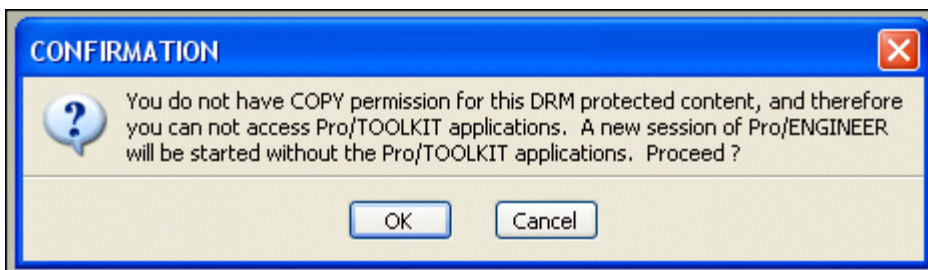 CONFIRMATION
You do not have COPY permission for this DRM protected content, and therefore
you can not access Pro/TOOLKIT applications.  A new session of Pro/ENGINEER
will be started without the Pro/TOOLKIT applications.  Proceed ?
OK
Cancel